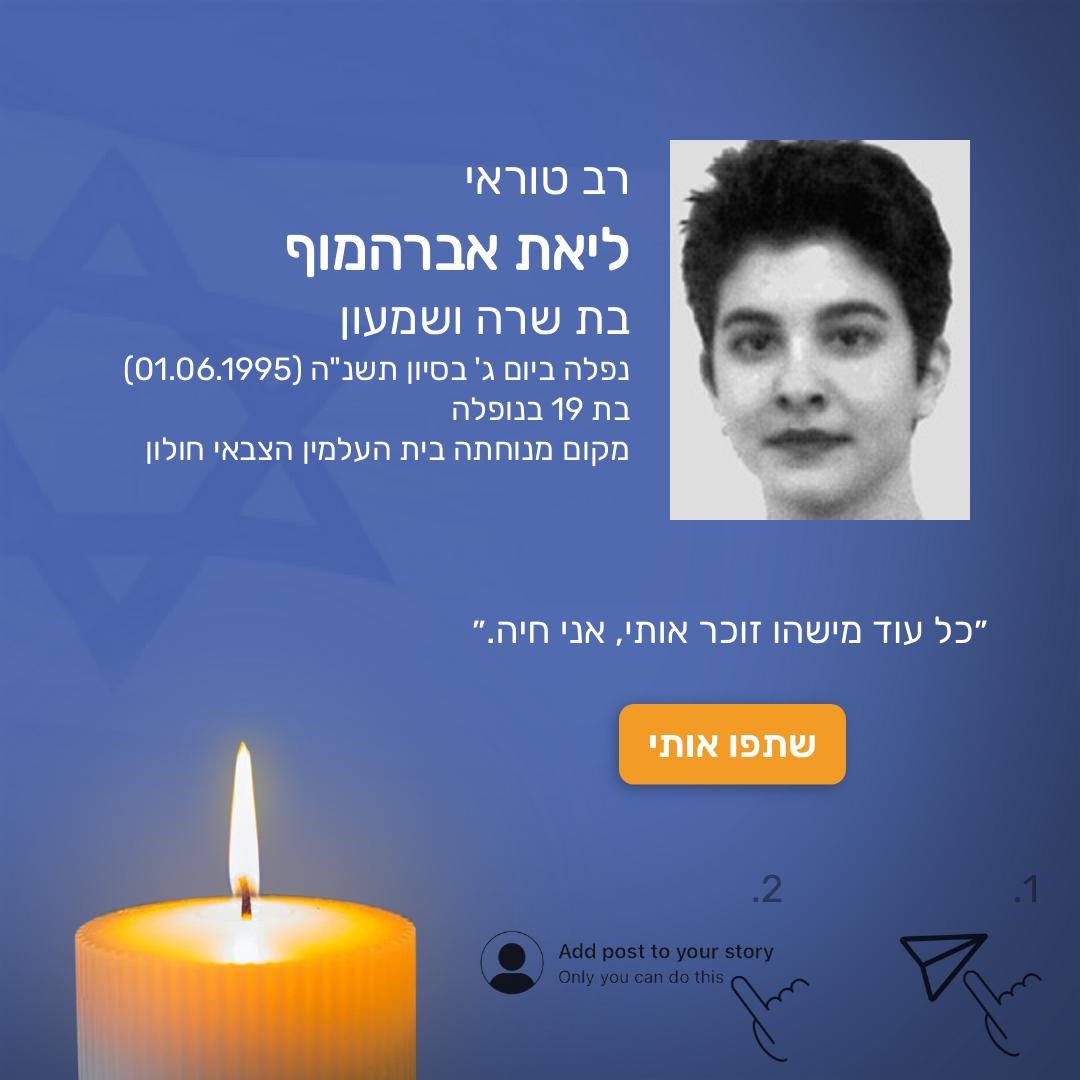 רב טוראי
ליאת אברהמוף
בת שרה ושמעון
נפלה ביום ג' בסיון תשנ"ה (01.06.1995)
בת 19 בנופלה
מקום מנוחתה בית העלמין הצבאי חולון
״כל עוד מישהו זוכר אותי, אני חיה.״
שתפו אותי
1.
2.
Add post to your story
Only you can do this